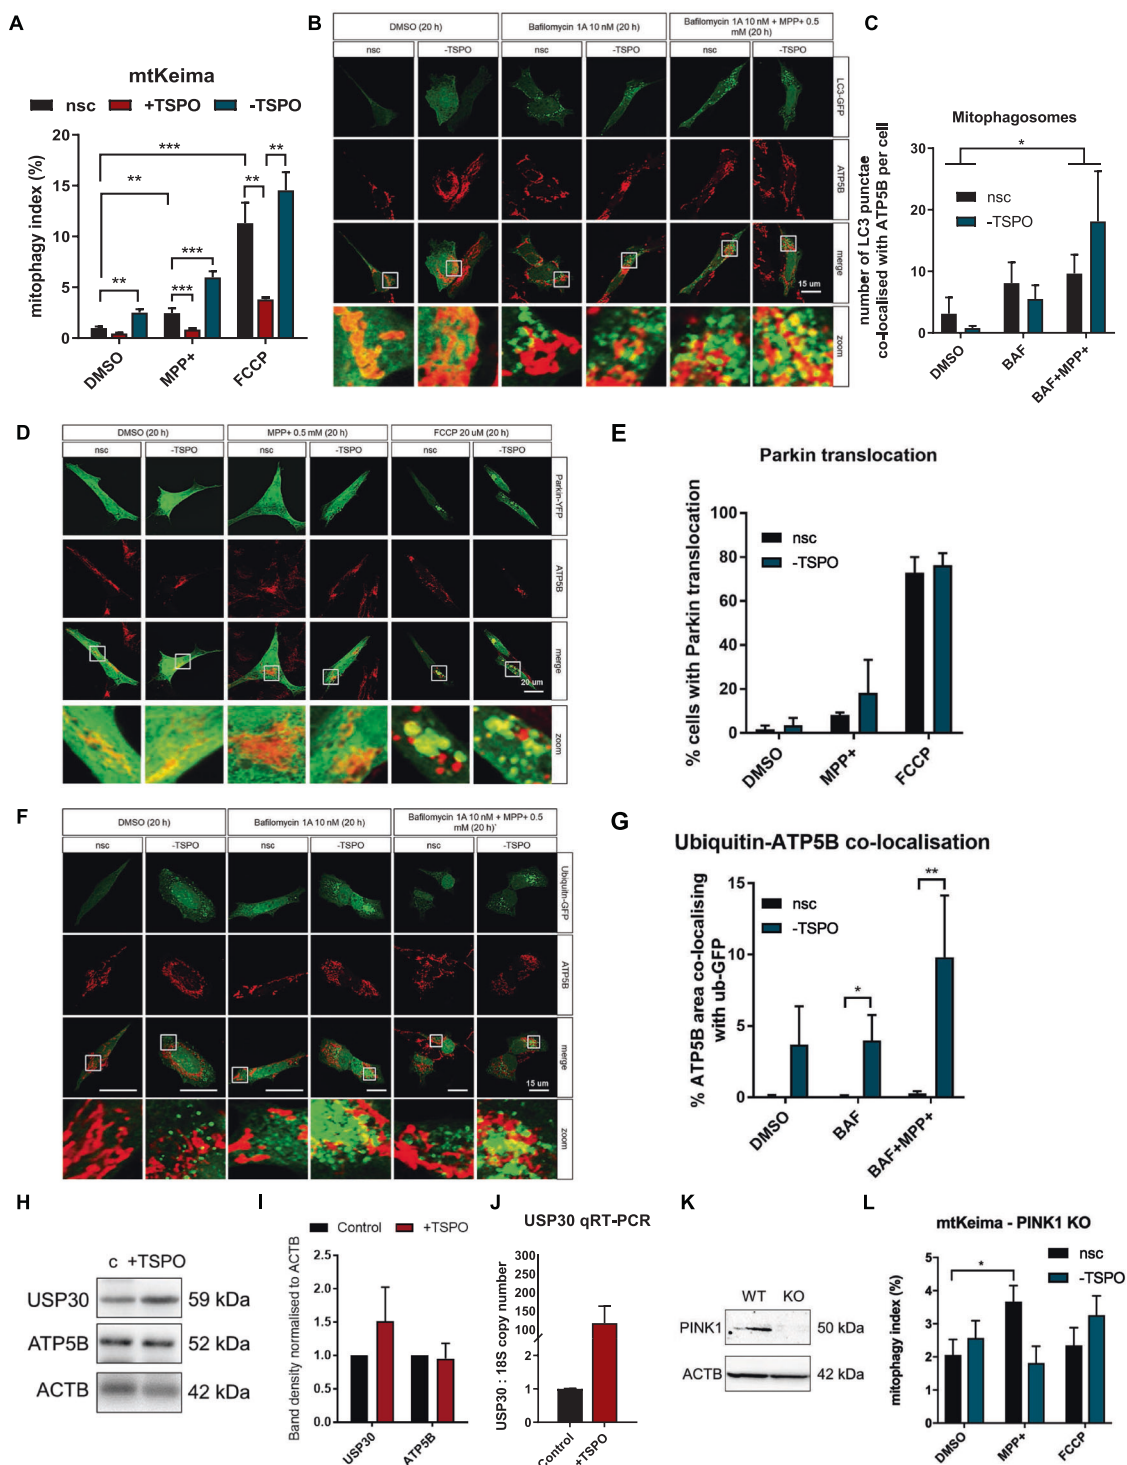 A
mtKeima
nsc +TSPO -TSPO
mitophagy index (%)
20
15
10
5
0
*** ** ** *** *** ** **
DMSO MPP+ FCCP
B
DMSO (20 h) Bafilomycin 1A 10 nM (20 h) Bafilomycin 1A 10 nM + MPP+ 0.5
mM (20 h)
nsc -TSPO nsc -TSPO nsc -TSPO
LC3-GFP
ATP5B
merge
15 um
zoom
C
Mitophagosomes
number of LC3 punctae
co-localised with ATP5B per cell
30
20
10
0
*
nsc
-TSPO
DMSO BAF BAF+MPP+
D
DMSO (20 h) MPP+ 0.5 mM (20 h) FCCP 20 uM (20 h)
nsc -TSPO nsc -TSPO nsc -TSPO
Parkin-YFP
ATP5B
merge
20 um
zoom
E
Parkin translocation
% cells with Parkin translocation
100
80
60
40
20
0
nsc
-TSPO
DMSO MPP+ FCCP
F
DMSO (20 h) Bafilomycin 1A 10 nM (20 h) Bafilomycin 1A 10 nM + MPP+ 0.5
mM (20 h)'
nsc -TSPO nsc -TSPO nsc -TSPO
Ubiquitn-GFP
ATP5B
merge
15 um
zoom
G
Ubiquitin-ATP5B co-localisation
% ATP5B area co-localising
with ub-GFP
15
10
5
0
nsc
-TSPO
* **
DMSO BAF BAF+MPP+
H
c +TSPO
USP30 59 kDa
ATP5B 52 kDa
ACTB 42 kDa
I
Control +TSPO
Band density normalised to ACTB
2.5
2.0
1.5
1.0
0.5
0.0
USP30 ATP5B
J
USP30 qRT-PCR
USP30 : 18S copy number
300
250
200
150
100
2
1
0
Control +TSPO
K
WT KO
PINK1 50 kDa
ACTB 42 kDa
L
mtKeima - PINK1 KO
nsc
-TSPO
mitophagy index (%)
5
4
3
2
1
0
*
DMSO MPP+ FCCP